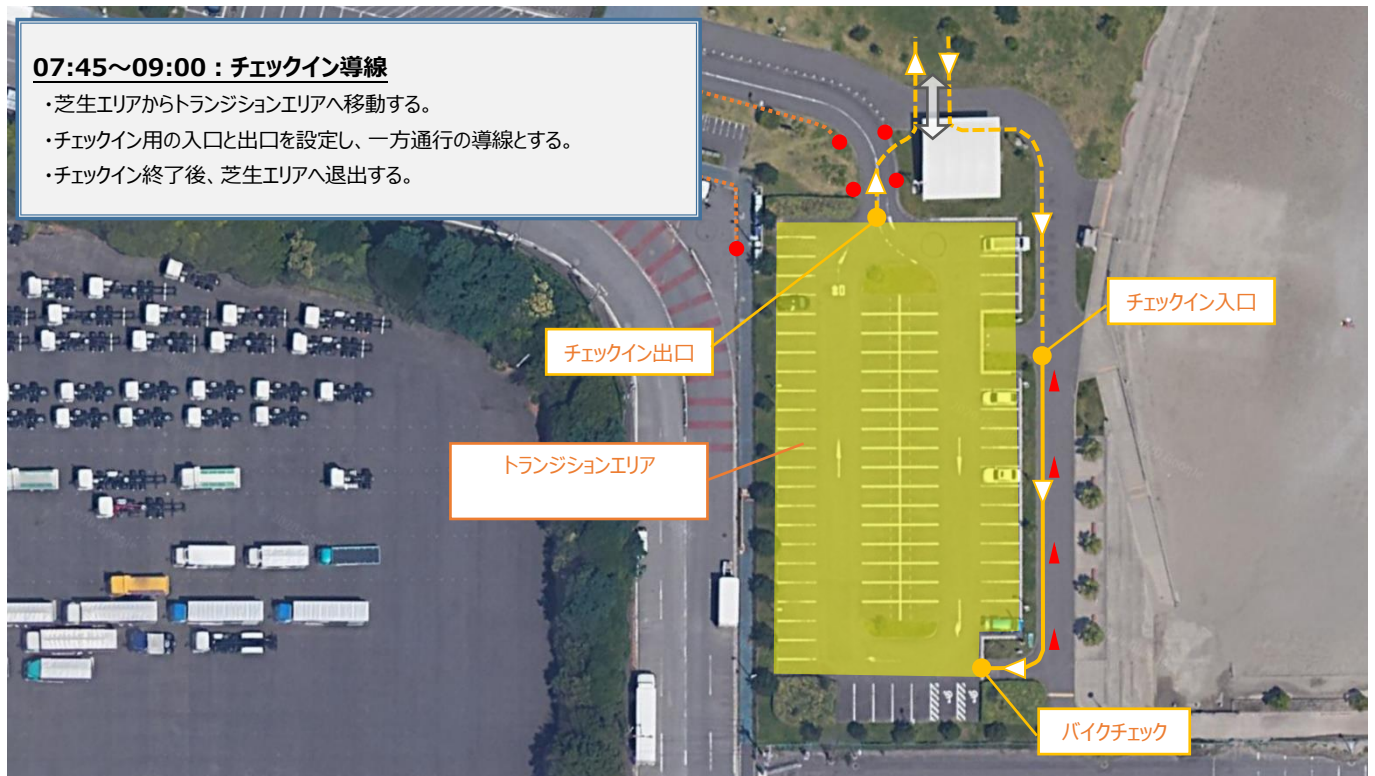 07:45～09:00：チェックイン導線
・芝生エリアからトランジションエリアへ移動する。
・チェックイン用の入口と出口を設定し、一方通行の導線とする。
・チェックイン終了後、芝生エリアへ退出する。
チェックイン入口
チェックイン出口
トランジションエリア
バイクチェック